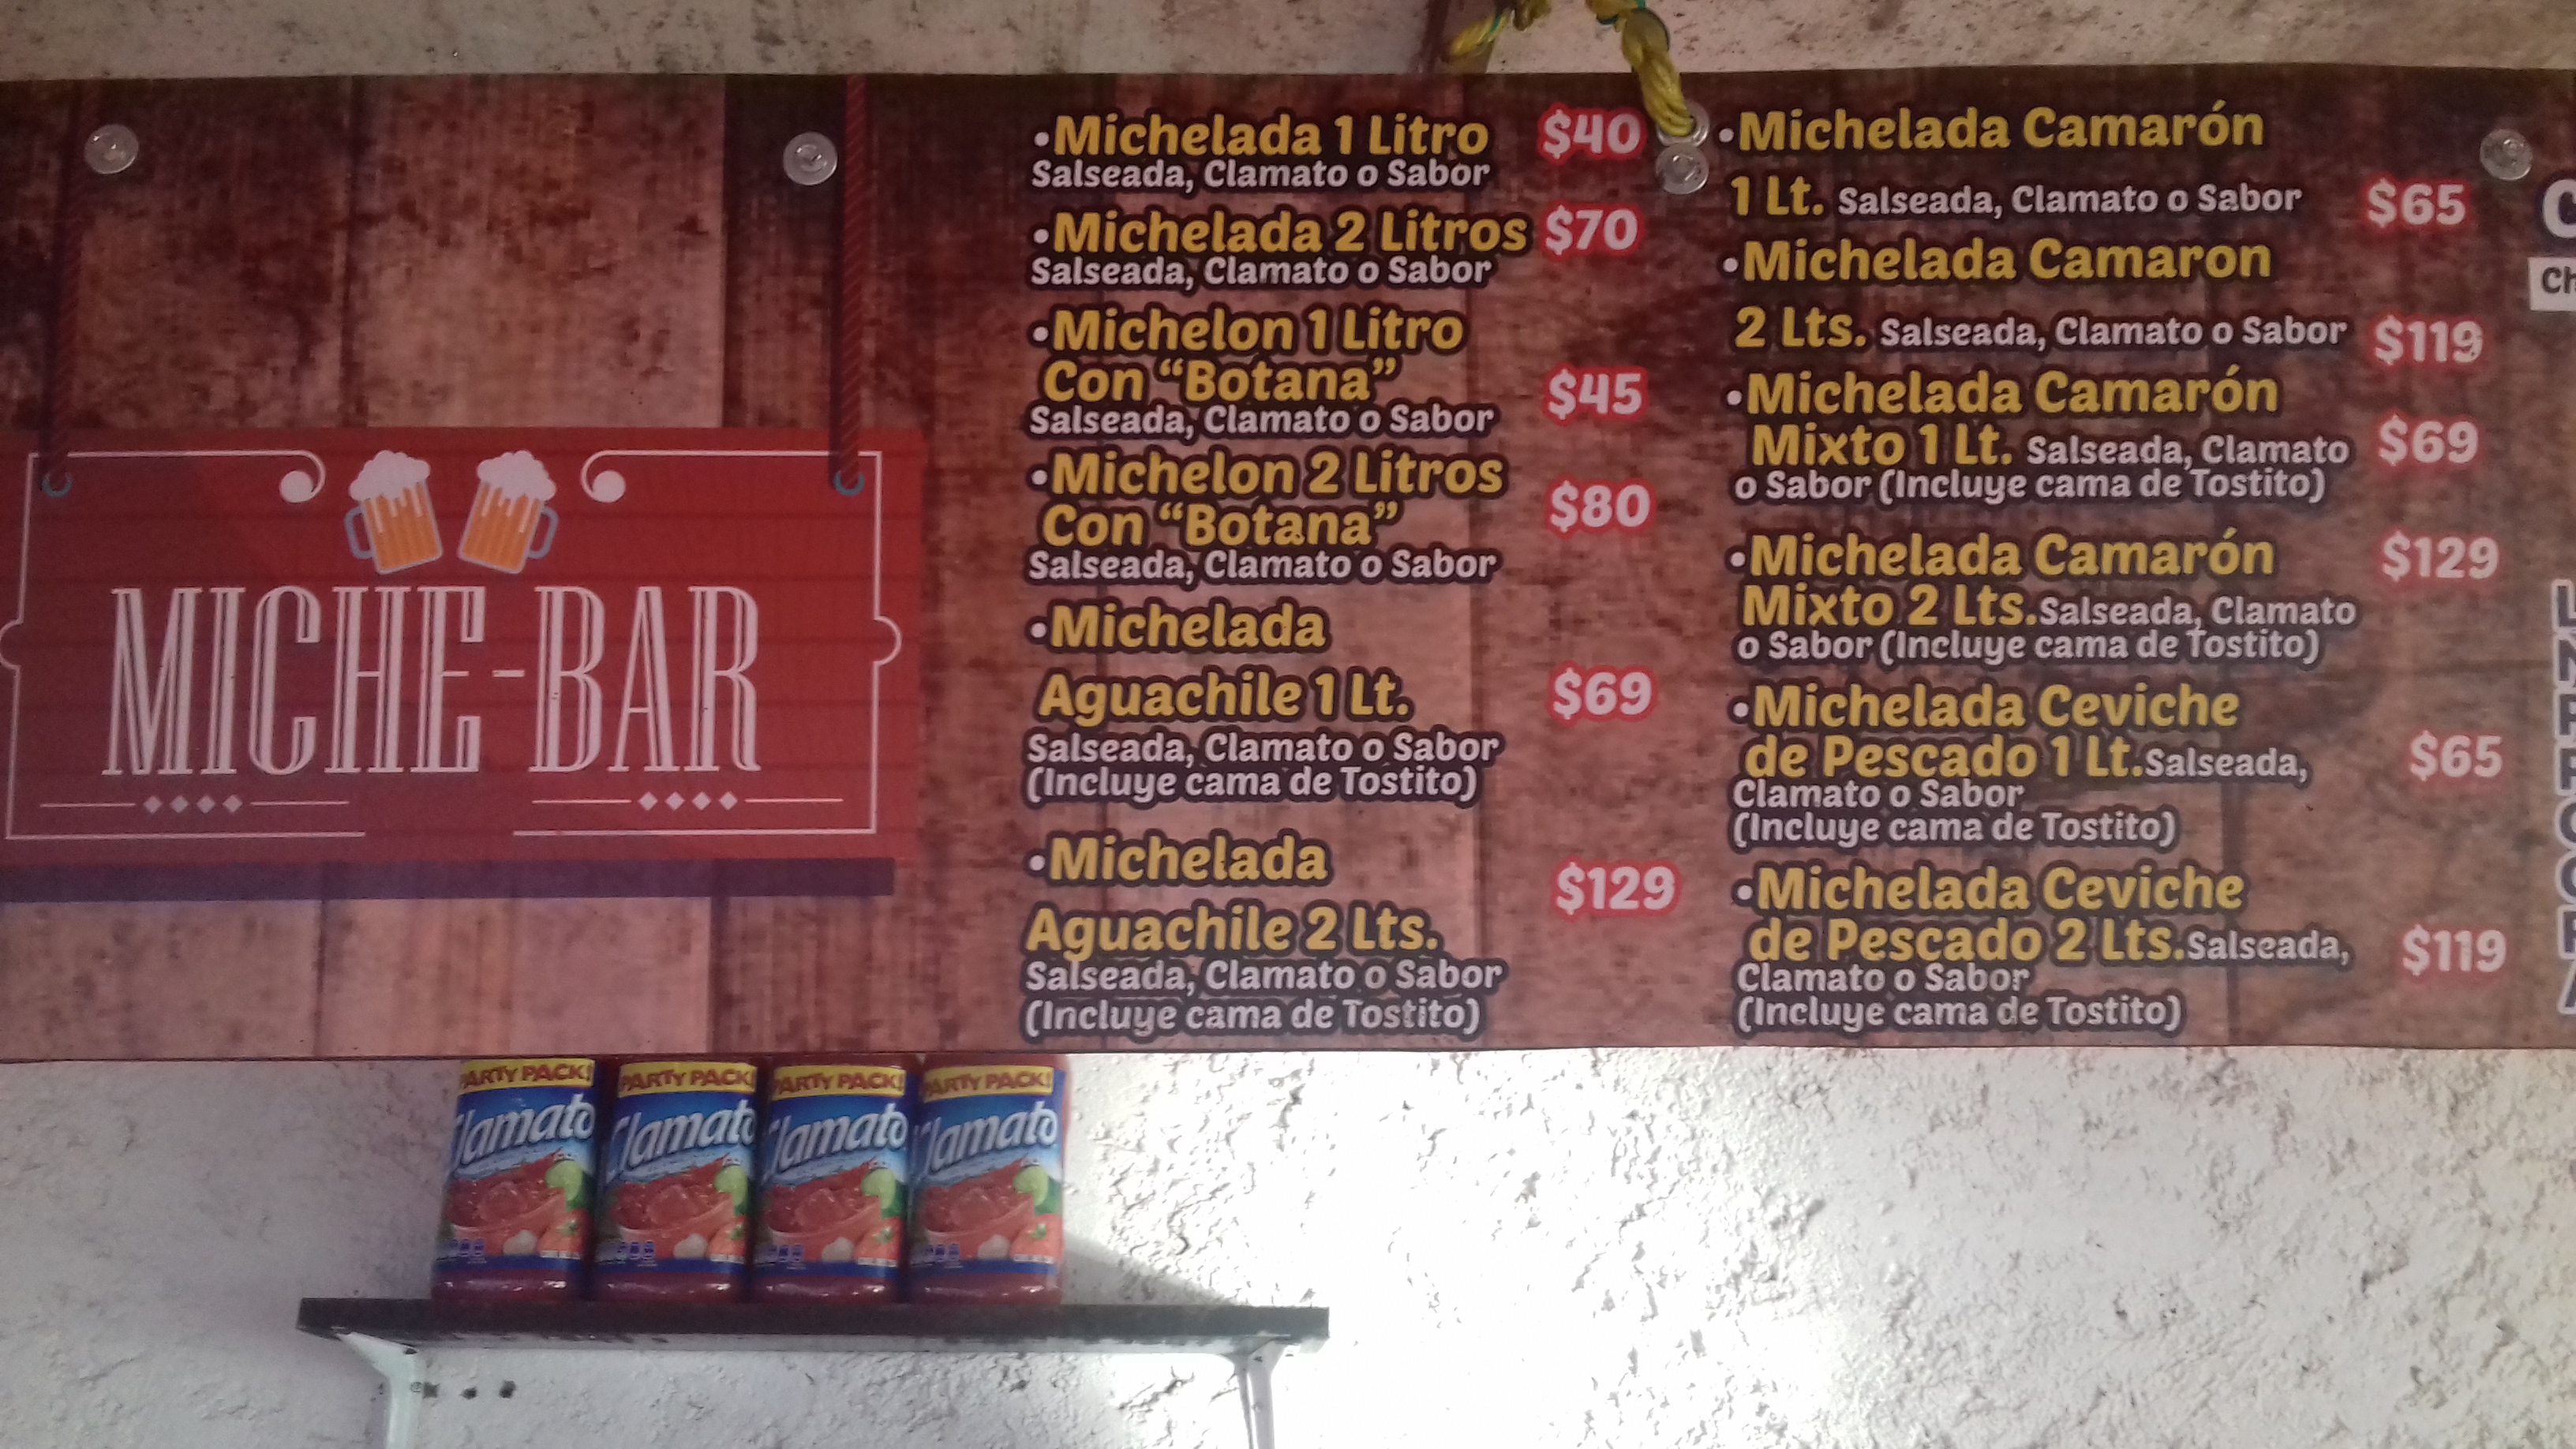 MICHE-BAR
•Michelada 1 Litro $40
Salseada, Clamato o Sabor
•Michelada 2 Litros $70
Salseada, Clamato o Sabor
•Michelon 1 Litro
Con "Botana" $45
Salseada, Clamato o Sabor
•Michelon 2 Litros
Con "Botana" $80
Salseada, Clamato o Sabor
•Michelada
Aguachile 1 Lt. $69
Salseada, Clamato o Sabor
(Incluye cama de Tostito)
•Michelada $129
Aguachile 2 Lts.
Salseada, Clamato o Sabor
(Incluye cama de Tostito)
•Michelada Camarón
1 Lt. Salseada, Clamato o Sabor $65
•Michelada Camaron
2 Lts. Salseada, Clamato o Sabor $119
•Michelada Camarón
Mixto 1 Lt. Salseada, Clamato $69
o Sabor (Incluye cama de Tostito)
•Michelada Camarón $129
Mixto 2 Lts.Salseada, Clamato
o Sabor (Incluye cama de Tostito)
•Michelada Ceviche
de Pescado 1 Lt.Salseada, $65
Clamato o Sabor
(Incluye cama de Tostito)
•Michelada Ceviche
de Pescado 2 Lts.Salseada, $119
Clamato o Sabor
(Incluye cama de Tostito)
PARTY PACK!
Clamato
PARTY PACK!
Clamato
PARTY PACK!
Clamato
PARTY PACK!
Clamato